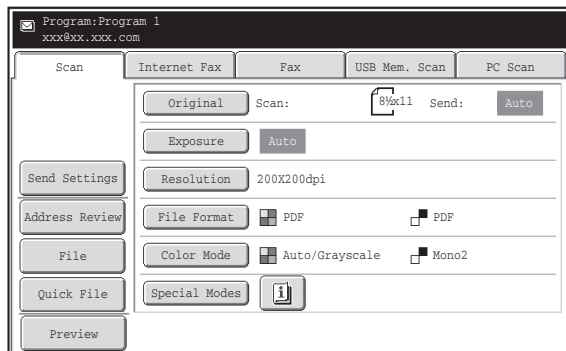 Program:Program 1
xxx@xx.xxx.com
Scan Internet Fax Fax USB Mem. Scan PC Scan
Original Scan: 8½x11 Send: Auto
Exposure Auto
Send Settings Resolution 200X200dpi
Address Review File Format PDF PDF
File Color Mode Auto/Grayscale Mono2
Quick File Special Modes
Preview